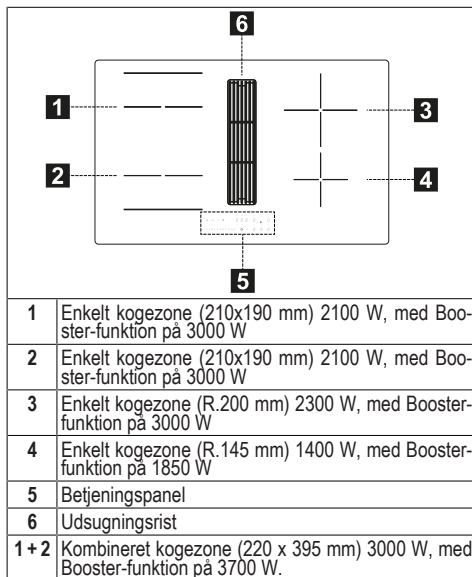 6
1
3
2
4
5
1 Enkelt kogezone (210x190 mm) 2100 W, med Boo-
ster-funktion på 3000 W
2 Enkelt kogezone (210x190 mm) 2100 W, med Boo-
ster-funktion på 3000 W
3 Enkelt kogezone (R.200 mm) 2300 W, med Booster-
funktion på 3000 W
4 Enkelt kogezone (R.145 mm) 1400 W, med Booster-
funktion på 1850 W
5 Betjeningspanel
6 Udsugningsrist
1 + 2 Kombineret kogezone (220 x 395 mm) 3000 W, med
Booster-funktion på 3700 W.